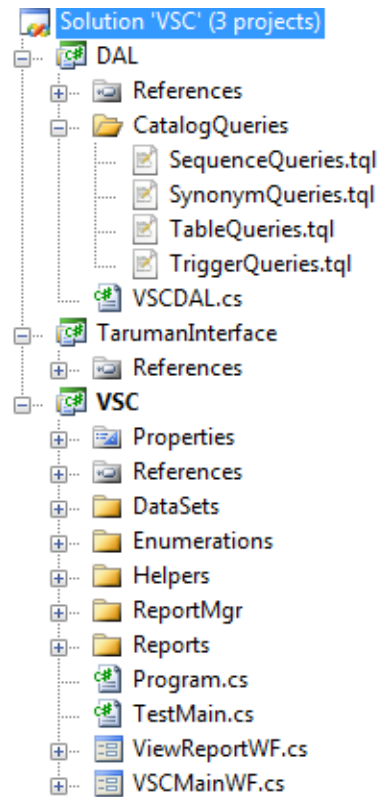 Solution 'VSC' (3 projects)
DAL
References
CatalogQueries
SequenceQueries.tql
SynonymQueries.tql
TableQueries.tql
TriggerQueries.tql
VSCDAL.cs
TarumanInterface
References
VSC
Properties
References
DataSets
Enumerations
Helpers
ReportMgr
Reports
Program.cs
TestMain.cs
ViewReportWF.cs
VSCMainWF.cs